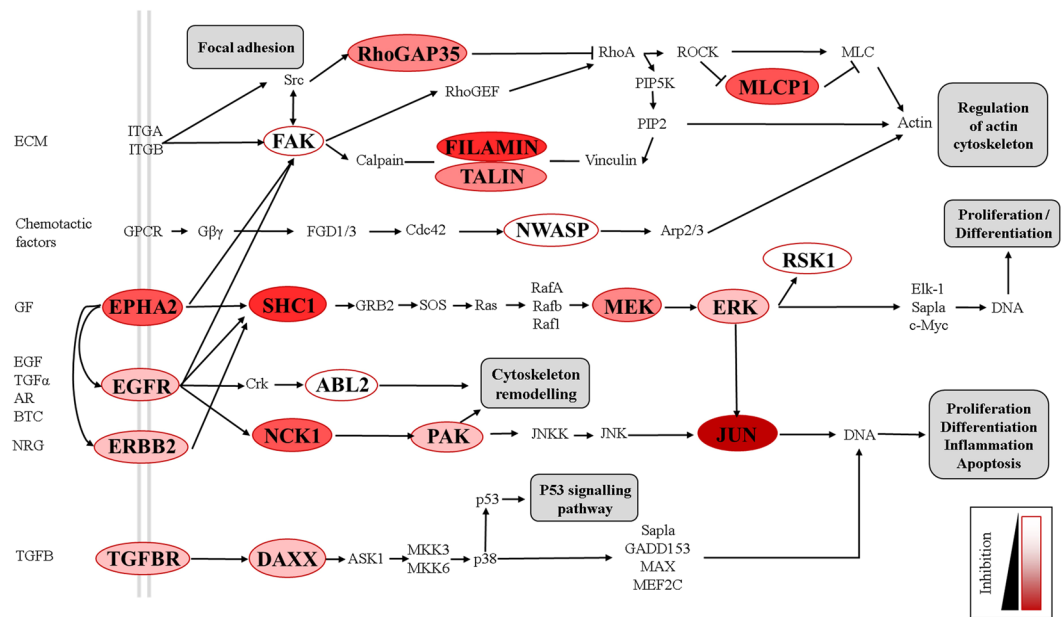 Focal adhesion
RhoGAP35
RhoA
ROCK
MLC
Src
RhoGEF
PIP5K
MLCP1
Regulation
of actin
cytoskeleton
ECM
ITGA
ITGB
FAK
Calpain
FILAMIN
TALIN
Vinculin
PIP2
Actin
Chemotactic
factors
GPCR
Gβγ
FGD1/3
Cdc42
NWASP
Arp2/3
Proliferation /
Differentiation
RSK1
GF
EPHA2
SHC1
GRB2
SOS
Ras
RafA
Rafb
Raf1
MEK
ERK
Elk-1
Sapla
c-Myc
DNA
EGF
TGFα
AR
BTC
EGFR
Crk
ABL2
Cytoskeleton
remodelling
NRG
ERBB2
NCK1
PAK
JNKK
JNK
JUN
DNA
Proliferation
Differentiation
Inflammation
Apoptosis
p53
P53 signalling
pathway
TGFB
TGFBR
DAXX
ASK1
MKK3
MKK6
p38
Sapla
GADD153
MAX
MEF2C
Inhibition